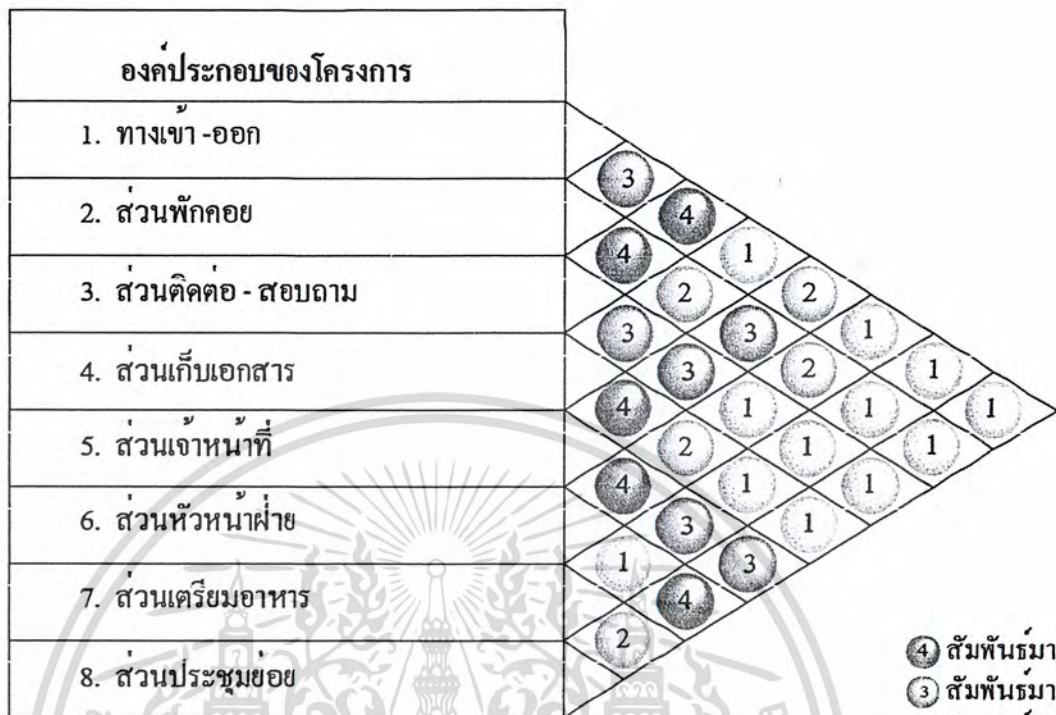 องค์ประกอบของโครงการ
1. ทางเข้า -ออก
3
2. ส่วนพักคอย 4
4 1
3. ส่วนติดต่อ - สอบถาม 2 2
3 3 1
4. ส่วนเก็บเอกสาร 3 2 1
4 1 1 1
5. ส่วนเจ้าหน้าที่ 2 1 1
4 1 1
6. ส่วนหัวหน้าฝ่าย 3 1
1 3
7. ส่วนเตรียมอาหาร 4
2
8. ส่วนประชุมย่อย
4 สัมพันธ์มา
3 สัมพันธ์มา